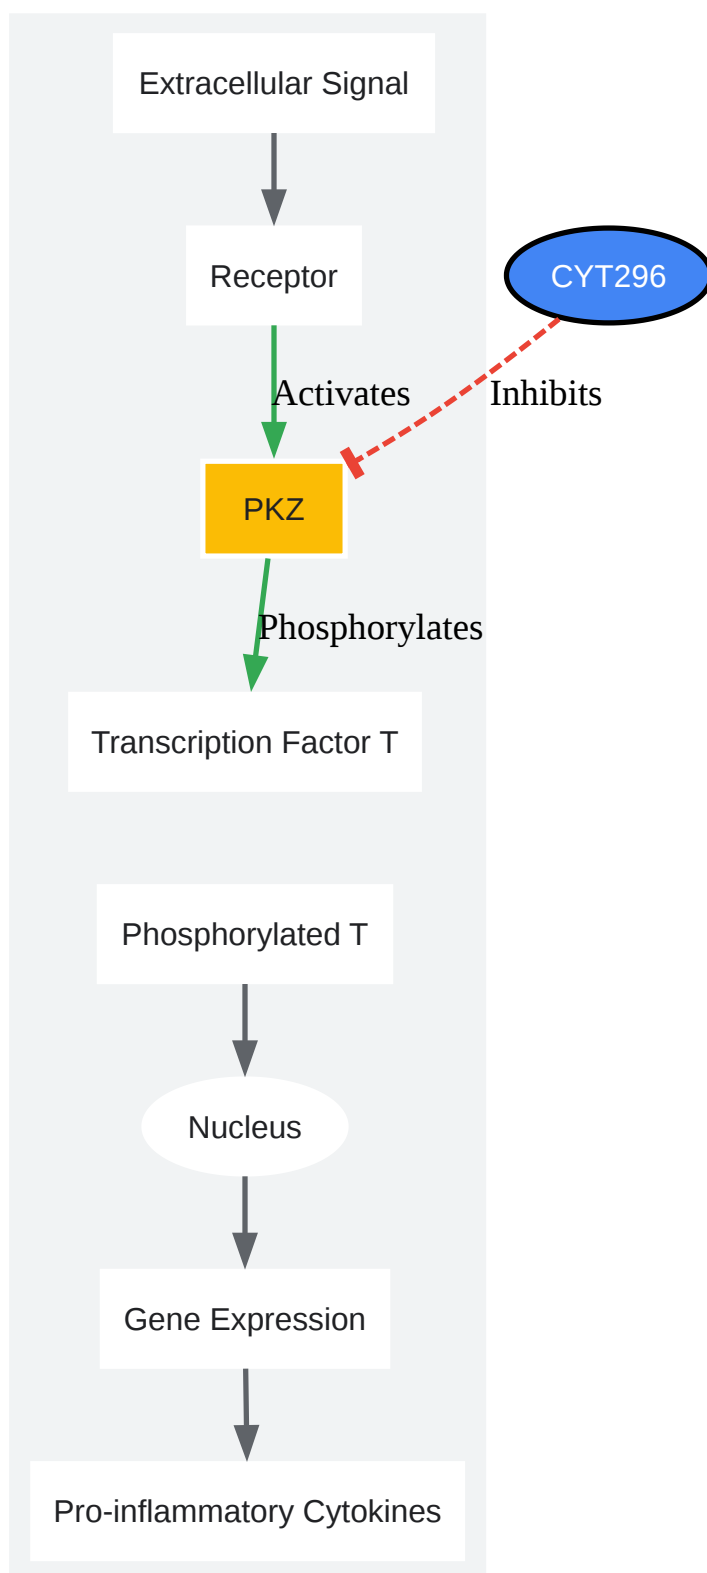 Extracellular Signal
Receptor
CYT296
Activates
Inhibits
PKZ
Phosphorylates
Transcription Factor T
Phosphorylated T
Nucleus
Gene Expression
Pro-inflammatory Cytokines